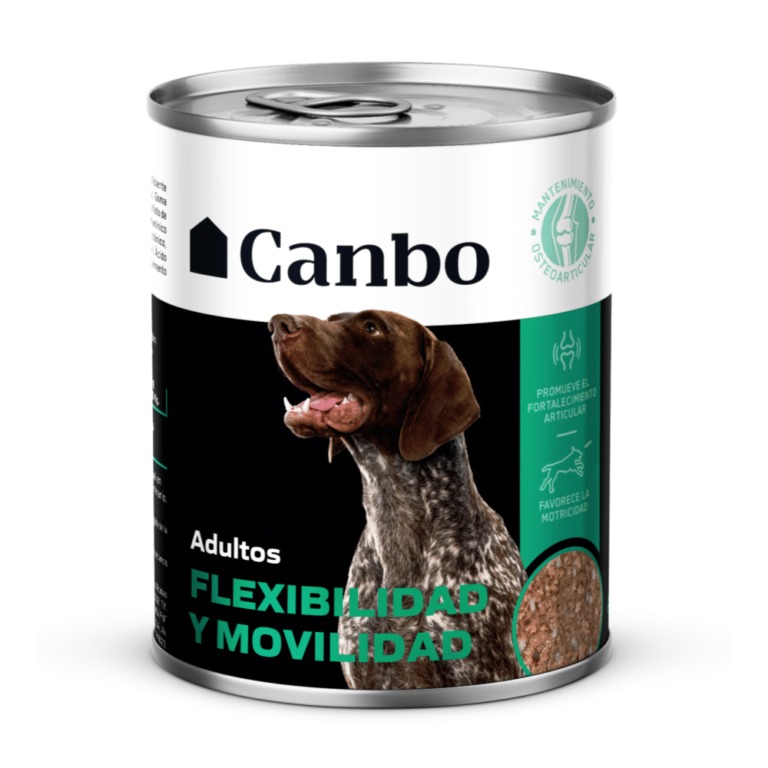 Canbo
MANTENIMIENTO
OSTEOARTICULAR
PROMUEVE EL
FORTALECIMIENTO
ARTICULAR
FAVORECE LA
MOTRICIDAD
Adultos
FLEXIBILIDAD
Y MOVILIDAD